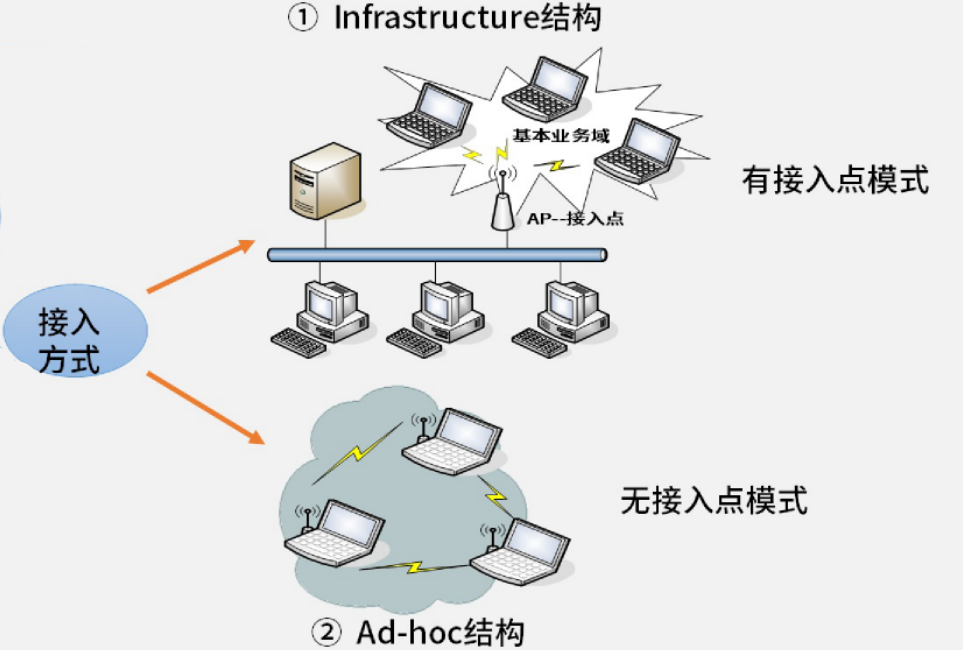 ① Infrastructure结构
基本业务域
有接入点模式
AP--接入点
接入
方式
无接入点模式
② Ad-hoc结构